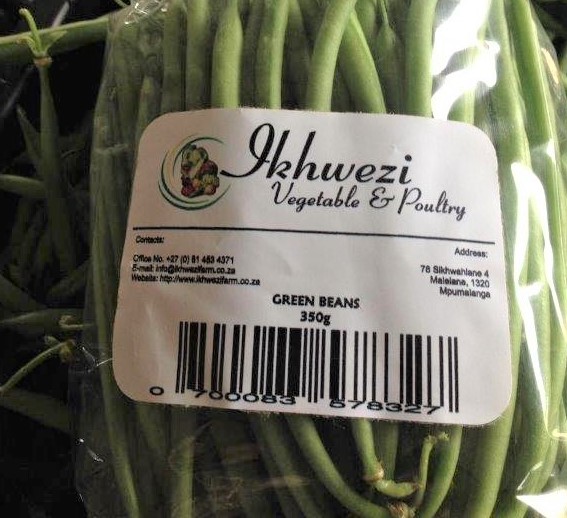 Ikhwezi
Vegetable & Poultry
Contacts:
Office No. +27 (0) 81 483 4371
E-mail: info@ikhwezifarm.co.za
Website: http://www.ikhwezifarm.co.za
Address:
78 Sikhwahlane 4
Malelane, 1320
Mpumalanga
GREEN BEANS
350g
0 700083 578327